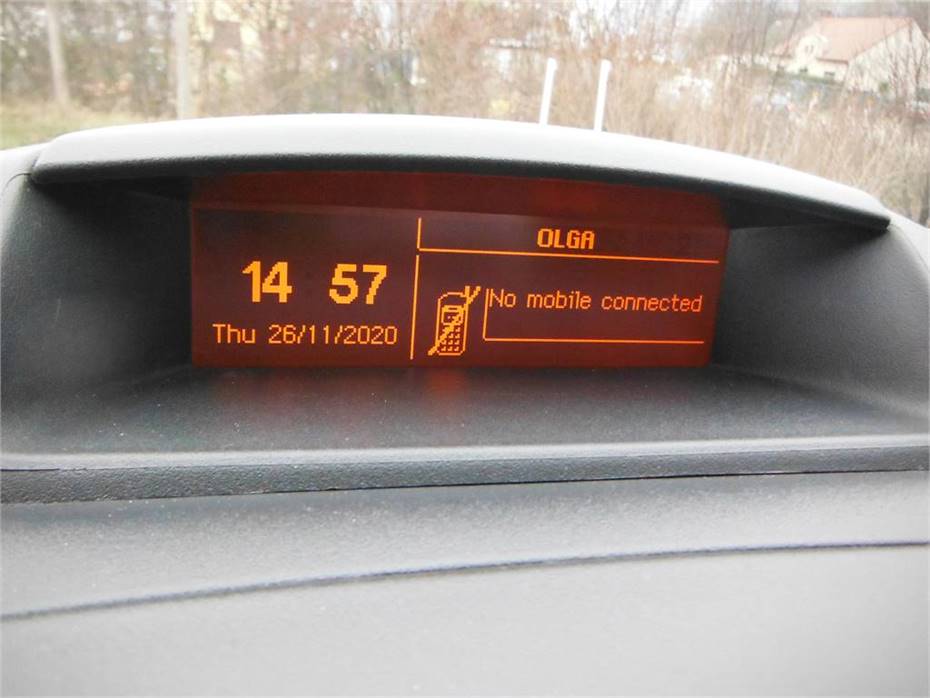 14 57
Thu 26/11/2020
OLGA
No mobile connected